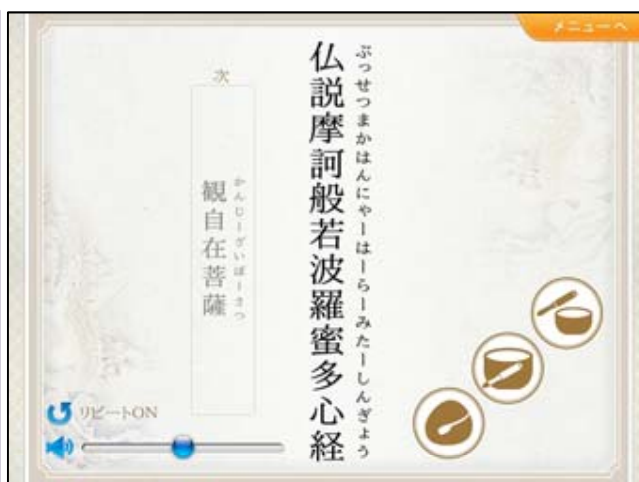 メニューへ
ぶっせつまかはんにゃーはーらーみたーしんぎょう
仏説摩訶般若波羅蜜多心経
次
かんじーざいぼーさつ
観自在菩薩
リピートON